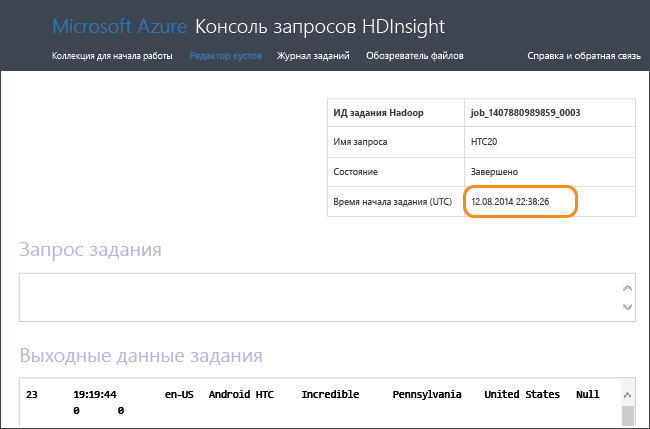 Microsoft Azure Консоль запросов HDInsight
Коллекция для начала работы Редактор кустов Журнал заданий Обозреватель файлов Справка и обратная связь
ИД задания Hadoop job_1407880989859_0003
Имя запроса HTC20
Состояние Завершено
Время начала задания (UTC) 12.08.2014 22:38:26
Запрос задания
Выходные данные задания
23 19:19:44 en-US Android HTC Incredible Pennsylvania United States Null
0 0